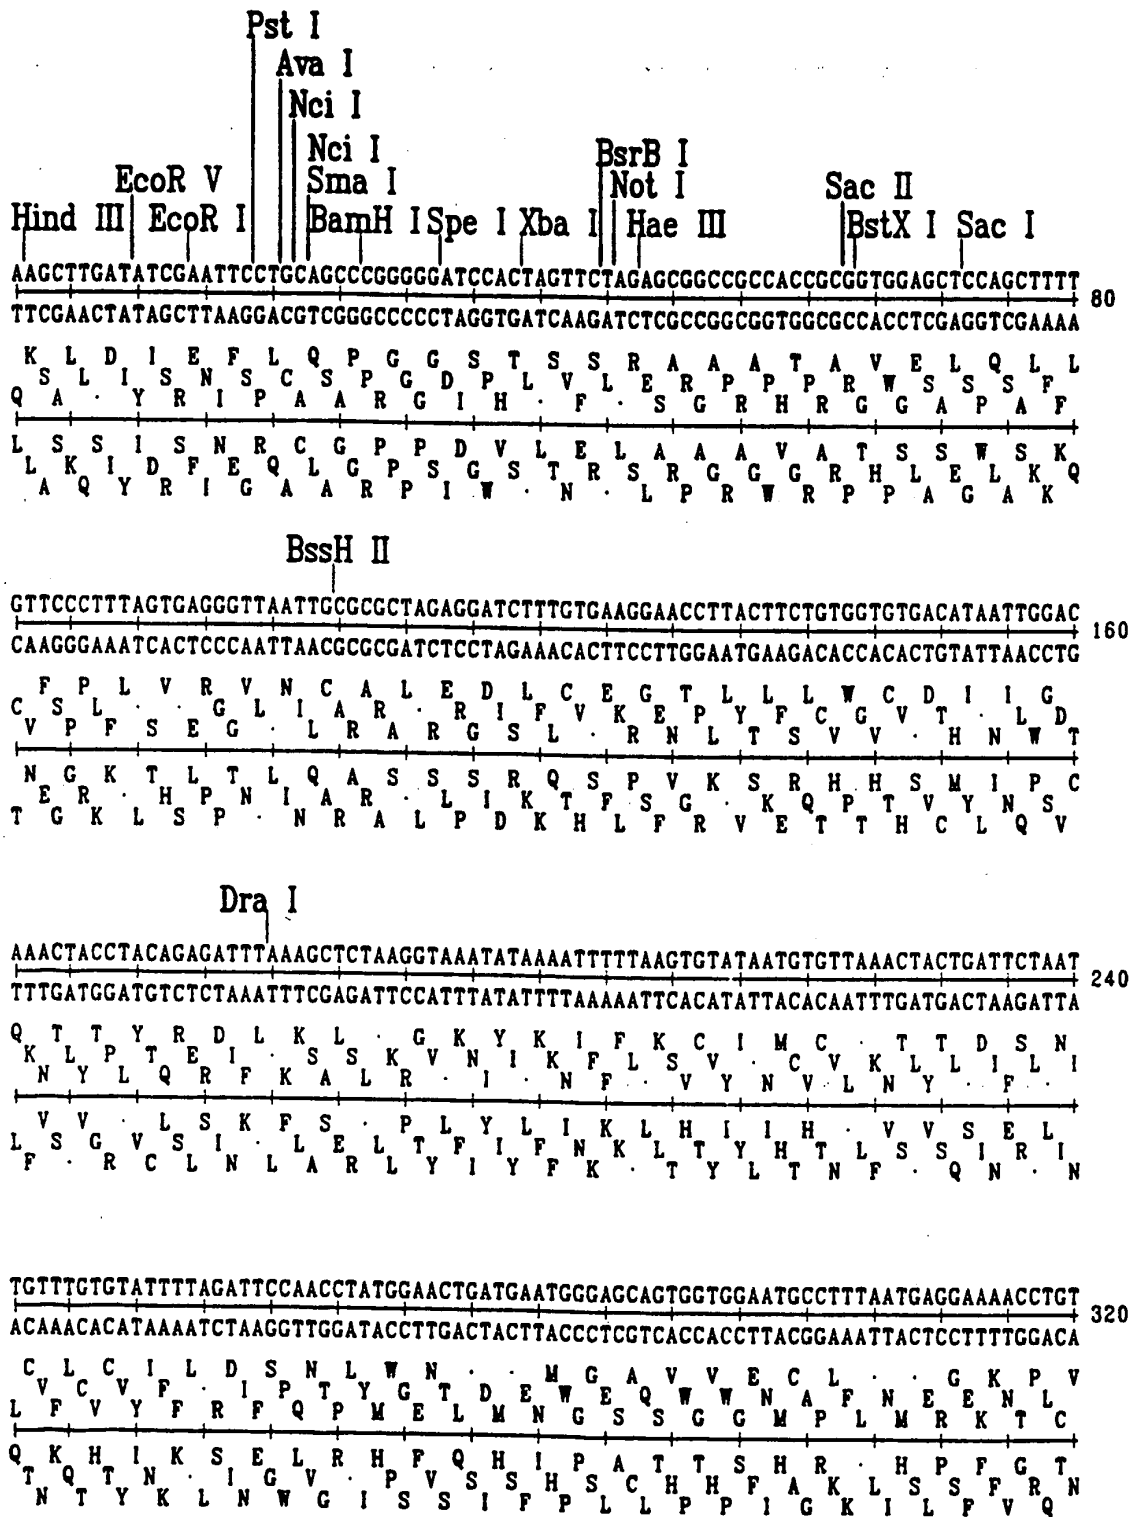 Pst I
Ava I
Nci I
Nci I BsrB I
EcoR V Sma I Not I Sac II
Hind III EcoR I BamH I Spe I Xba I Hae III BstX I Sac I
AAGCTTGATATCGAATTCCTGCAGCCCGGGGGATCCACTAGTTCTAGAGCGGCCGCCACCGCGGTGGAGCTCCAGCTTTT
80
TTCGAACTATAGCTTAAGGACGTCGGGCCCCCTAGGTGATCAAGATCTCGCCGGCGGTGGCGCCACCTCGAGGTCGAAAA
K L D I E F L Q P G G S T S S R A A A T A V E L Q L L
S L I S N S C S P G D P L V L E R P P P R W S S S F
Q A · Y R I P A A R G I H · F · S G R H R G G A P A F
L S S I S N R C G P P D V L E L A A A V A T S S W S K
L K I D F E Q L G P S G S T R S R G G G R H L E L K Q
A Q Y R I G A A R P I W · N · L P R W R P P A G A K
BssH II
GTTCCCTTTAGTGAGGGTTAATTGCGCGCTAGAGGATCTTTGTGAAGGAACCTTACTTCTGTGGTGTGACATAATTGGAC
160
CAAGGGAAATCACTCCCAATTAACGCGCGATCTCCTAGAAACACTTCCTTGGAATGAAGACACCACACTGTATTAACCTG
F P L V R V N C A L E D L C E G T L L L W C D I I G
C S L · · G L I A R · R I F V K E P Y F C G V T · L D
V P F S E G · L R A R G S L · R N L T S V V · H N W T
N G K T L T L Q A S S S R Q S P V K S R H H S M I P C
E R · H P N I A R · L I K T F S G · K Q P T V Y N S
T G K L S P · N R A L P D K H L F R V E T T H C L Q V
Dra I
AAACTACCTACAGAGATTTAAAGCTCTAAGGTAAATATAAAATTTTTAAGTGTATAATGTGTTAAACTACTGATTCTAAT
240
TTTGATGGATGTCTCTAAATTTCGAGATTCCATTTATATTTTAAAAATTCACATATTACACAATTTGATGACTAAGATTA
Q T T Y R D L K L · G K Y K I F K C I M C · T T D S N
K L P T E I · S S K V N I K F L S V · C V K L L I L I
N Y L Q R F K A L R · I · N F · V Y N V L N Y · F ·
V V · L S K F S · P L Y L I K L H I I H · V V S E L
L S G V S I · L E L T F I F N K L T Y H T L S S I R I
F · R C L N L A R L Y I Y F K · T Y L T N F · Q N · N
TGTTTGTGTATTTTAGATTCCAACCTATGGAACTGATGAATGGGAGCAGTGGTGGAATGCCTTTAATGAGGAAAACCTGT
320
ACAAACACATAAAATCTAAGGTTGGATACCTTGACTACTTACCCTCGTCACCACCTTACGGAAATTACTCCTTTTGGACA
C L C I L D S N L W N · · M G A V V E C L · · G K P V
V C V F · I P T Y G T D E W E Q W W N A F N E E N L
L F V Y F R F Q P M E L M N G S S G G M P L M R K T C
Q K H I K S E L R H F Q H I P A T T S H R · H P F G T
T Q T N · I G V · P V S S H S C H H F A K L S S F R N
N T Y K L N W G I S S I F P L L P P I G K I L F V Q